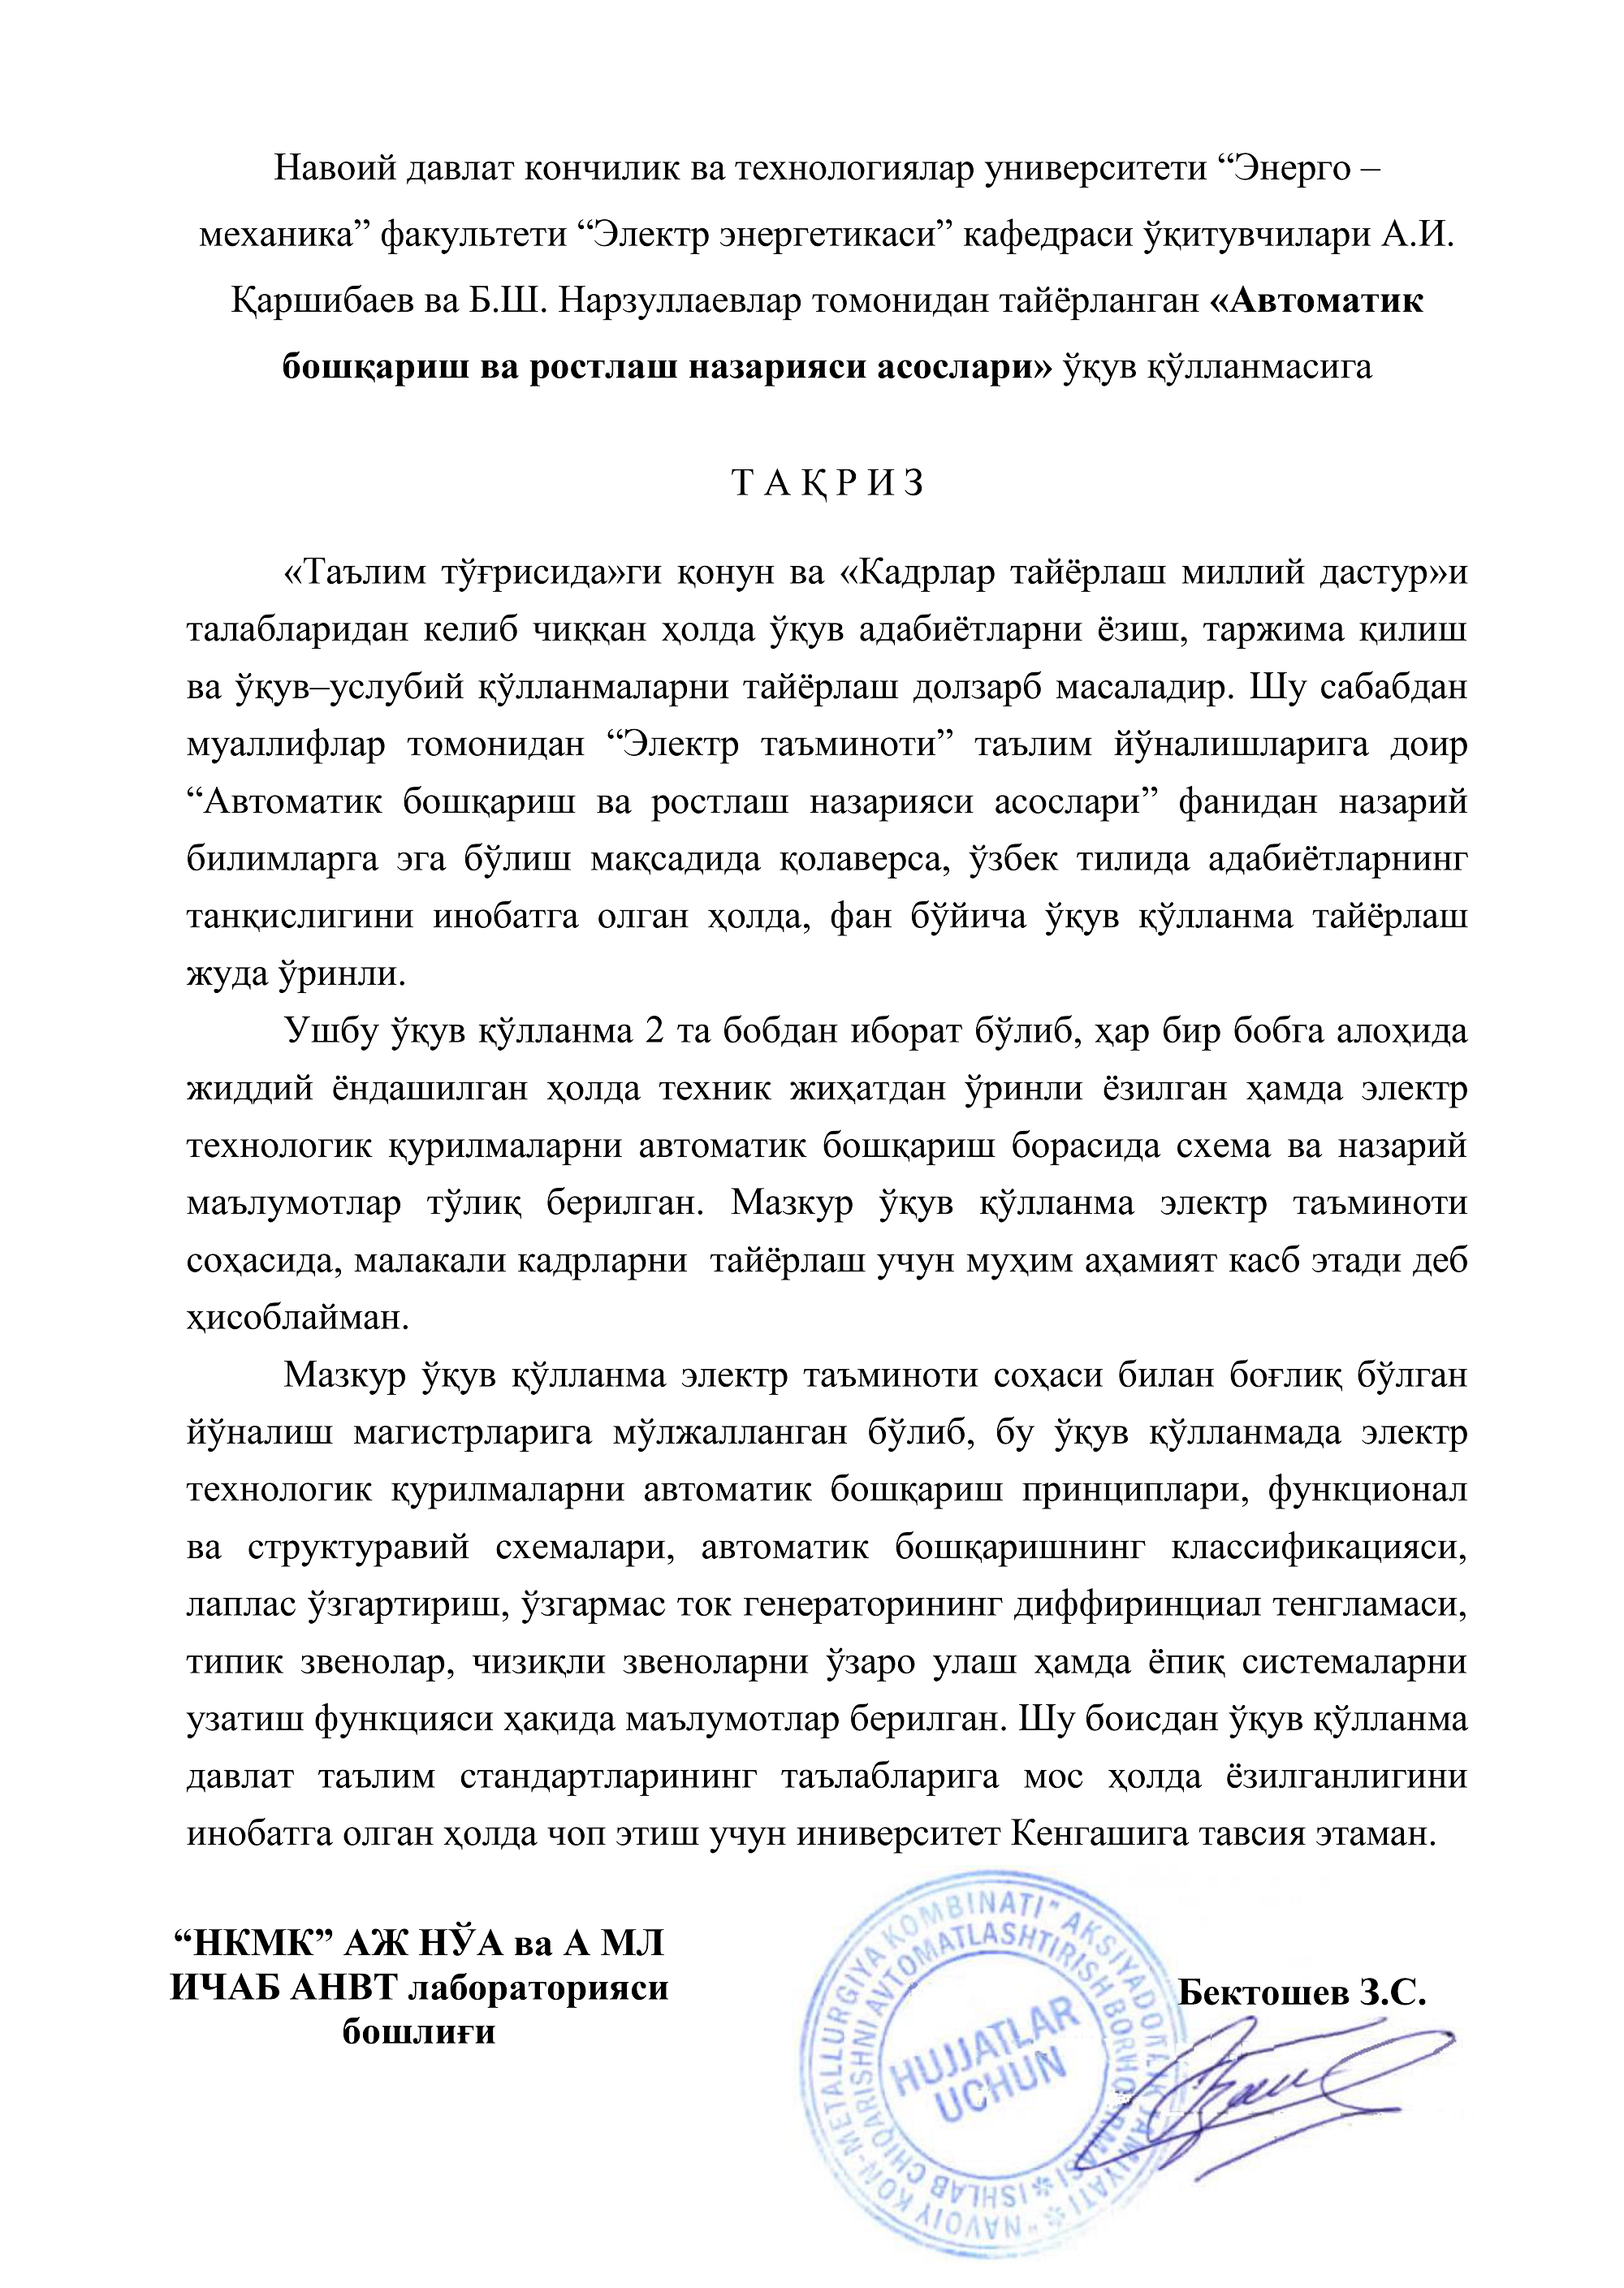 Навоий давлат кончилик ва технологиялар университети “Энерго –
механика” факультети “Электр энергетикаси” кафедраси ўқитувчилари А.И.
Қаршибаев ва Б.Ш. Нарзуллаевлар томонидан тайёрланган «Автоматик
бошқариш ва ростлаш назарияси асослари» ўқув қўлланмасига
Т А Қ Р И З
«Таълим тўғрисида»ги қонун ва «Кадрлар тайёрлаш миллий дастур»и
талабларидан келиб чиққан ҳолда ўқув адабиётларни ёзиш, таржима қилиш
ва ўқув–услубий қўлланмаларни тайёрлаш долзарб масаладир. Шу сабабдан
муаллифлар томонидан “Электр таъминоти” таълим йўналишларига доир
“Автоматик бошқариш ва ростлаш назарияси асослари” фанидан назарий
билимларга эга бўлиш мақсадида қолаверса, ўзбек тилида адабиётларнинг
танқислигини инобатга олган ҳолда, фан бўйича ўқув қўлланма тайёрлаш
жуда ўринли.
Ушбу ўқув қўлланма 2 та бобдан иборат бўлиб, ҳар бир бобга алоҳида
жиддий ёндашилган ҳолда техник жиҳатдан ўринли ёзилган ҳамда электр
технологик қурилмаларни автоматик бошқариш борасида схема ва назарий
маълумотлар тўлиқ берилган. Мазкур ўқув қўлланма электр таъминоти
соҳасида, малакали кадрларни  тайёрлаш учун муҳим аҳамият касб этади деб
ҳисоблайман.
Мазкур ўқув қўлланма электр таъминоти соҳаси билан боғлиқ бўлган
йўналиш магистрларига мўлжалланган бўлиб, бу ўқув қўлланмада электр
технологик қурилмаларни автоматик бошқариш принциплари, функционал
ва структуравий схемалари, автоматик бошқаришнинг классификацияси,
лаплас ўзгартириш, ўзгармас ток генераторининг диффиринциал тенгламаси,
типик звенолар, чизиқли звеноларни ўзаро улаш ҳамда ёпиқ системаларни
узатиш функцияси ҳақида маълумотлар берилган. Шу боисдан ўқув қўлланма
давлат таълим стандартларининг таълабларига мос ҳолда ёзилганлигини
инобатга олган ҳолда чоп этиш учун иниверситет Кенгашига тавсия этаман.
“НКМК” АЖ НЎА ва А МЛ
ИЧАБ АНВТ лабораторияси
бошлиғи
Бектошев З.С.
"NAVOIY KON-METALLURGIYA KOMBINATI" AKSIYADORLIK JAMIYATI
ISHLAB CHIQARISHNI AVTOMATLASHTIRISH BOSHQARMASI
HUJJATLAR
UCHUN